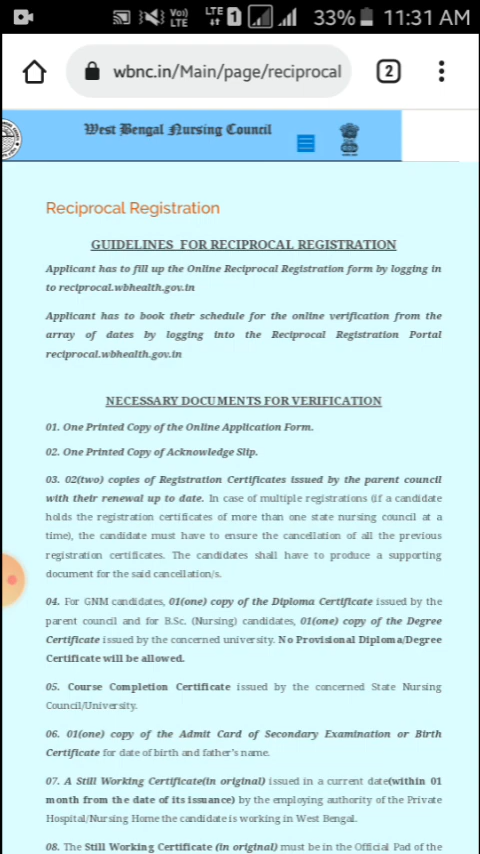 Vo))
LTE
LTE
1
33%
11:31 AM
wbnc.in/Main/page/reciprocal
2
West Bengal Nursing Council
Reciprocal Registration
GUIDELINES FOR RECIPROCAL REGISTRATION
Applicant has to fill up the Online Reciprocal Registration form by logging in
to reciprocal.wbhealth.gov.in
Applicant has to book their schedule for the online verification from the
array of dates by logging into the Reciprocal Registration Portal
reciprocal.wbhealth.gov.in
NECESSARY DOCUMENTS FOR VERIFICATION
01. One Printed Copy of the Online Application Form.
02. One Printed Copy of Acknowledge Slip.
03. 02(two) copies of Registration Certificates issued by the parent council
with their renewal up to date. In case of multiple registrations (if a candidate
holds the registration certificates of more than one state nursing council at a
time), the candidate must have to ensure the cancellation of all the previous
registration certificates. The candidates shall have to produce a supporting
document for the said cancellation/s.
04. For GNM candidates, 01(one) copy of the Diploma Certificate issued by the
parent council and for B.Sc. (Nursing) candidates, 01(one) copy of the Degree
Certificate issued by the concerned university. No Provisional Diploma/Degree
Certificate will be allowed.
05. Course Completion Certificate issued by the concerned State Nursing
Council/University.
06. 01(one) copy of the Admit Card of Secondary Examination or Birth
Certificate for date of birth and father's name.
07. A Still Working Certificate(in original) issued in a current date(within 01
month from the date of its issuance) by the employing authority of the Private
Hospital/Nursing Home the candidate is working in West Bengal.
08. The Still Working Certificate (in original) must be in the Official Pad of the